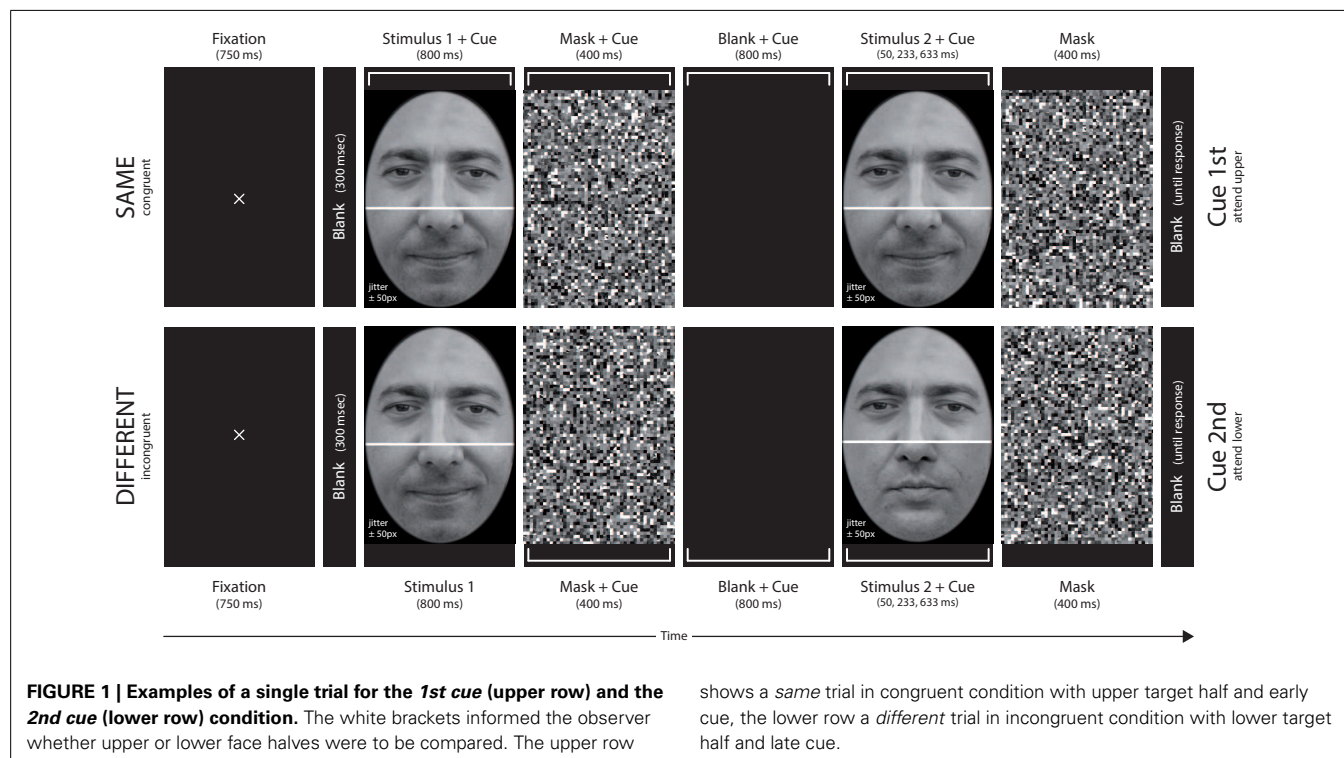 Fixation
(750 ms)
Stimulus 1 + Cue
(800 ms)
Mask + Cue
(400 ms)
Blank + Cue
(800 ms)
Stimulus 2 + Cue
(50, 233, 633 ms)
Mask
(400 ms)
SAME
congruent
Blank (300 msec)
jitter
± 50px
jitter
± 50px
Blank (until response)
Cue 1st
attend upper
DIFFERENT
incongruent
Blank (300 msec)
jitter
± 50px
jitter
± 50px
Blank (until response)
Cue 2nd
attend lower
Fixation
(750 ms)
Stimulus 1
(800 ms)
Mask + Cue
(400 ms)
Blank + Cue
(800 ms)
Stimulus 2 + Cue
(50, 233, 633 ms)
Mask
(400 ms)
Time
FIGURE 1 | Examples of a single trial for the 1st cue (upper row) and the
2nd cue (lower row) condition. The white brackets informed the observer
whether upper or lower face halves were to be compared. The upper row
shows a same trial in congruent condition with upper target half and early
cue, the lower row a different trial in incongruent condition with lower target
half and late cue.